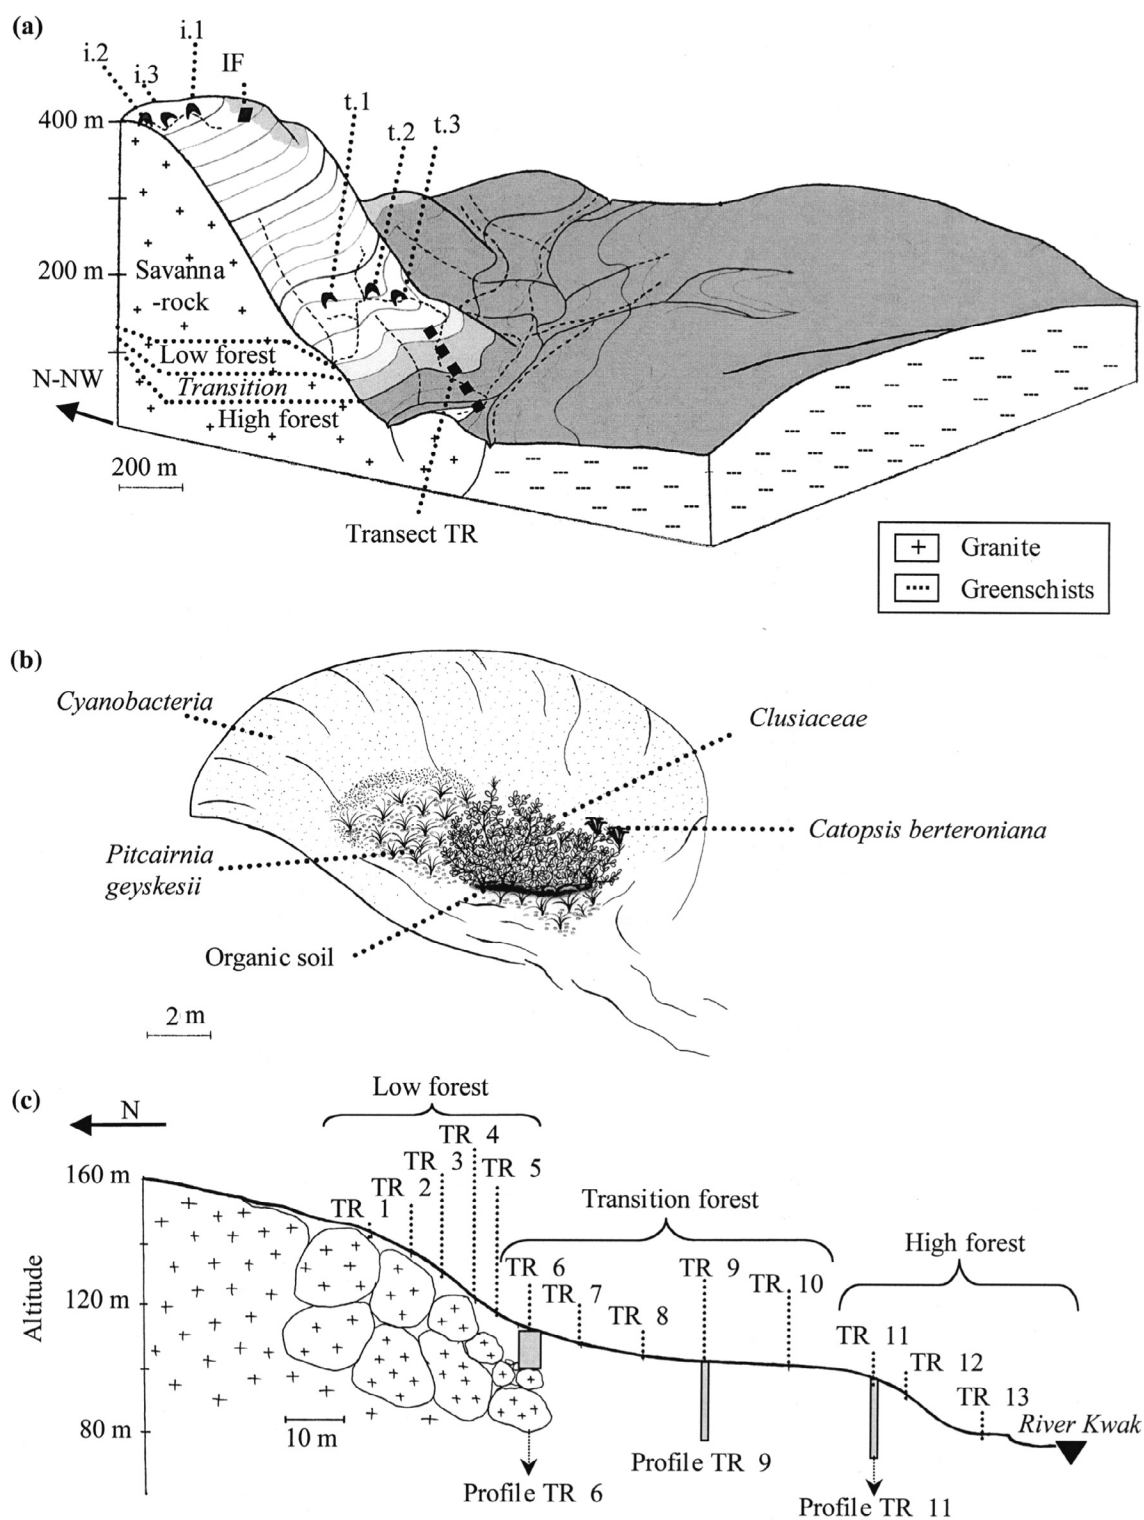 (a)
i.1
i.2
i.3
IF
t.1
t.2
t.3
400 m
200 m
Savanna
-rock
Low forest
Transition
High forest
N-NW
200 m
Transect TR
+ Granite
Greenschists
(b)
Cyanobacteria
Clusiaceae
Catopsis berteroniana
Pitcairnia
geyskesii
Organic soil
2 m
(c)
N
Low forest
TR 4
TR 3
TR 5
TR 2
TR 1
160 m
Transition forest
High forest
TR 6
TR 9
TR 7
TR 10
TR 8
TR 11
TR 12
TR 13
120 m
Altitude
River Kwak
80 m
10 m
Profile TR 6
Profile TR 9
Profile TR 11